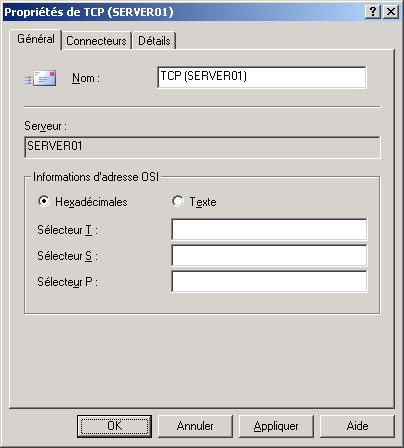 Propriétés de TCP (SERVER01)
Général Connecteurs Détails
Nom : TCP (SERVER01)
Serveur :
SERVER01
Informations d'adresse OSI
Hexadécimales Texte
Sélecteur T :
Sélecteur S :
Sélecteur P :
OK Annuler Appliquer Aide